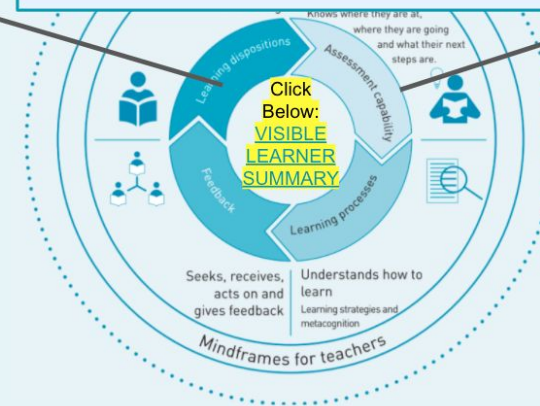 Knows where they are at,
where they are going
and what their next
steps are.
Learning dispositions
Assessment capability
Click
Below:
VISIBLE
LEARNER
SUMMARY
Feedback
Learning processes
Seeks, receives,
acts on and
gives feedback
Understands how to
learn
Learning strategies and
metacognition
Mindframes for teachers